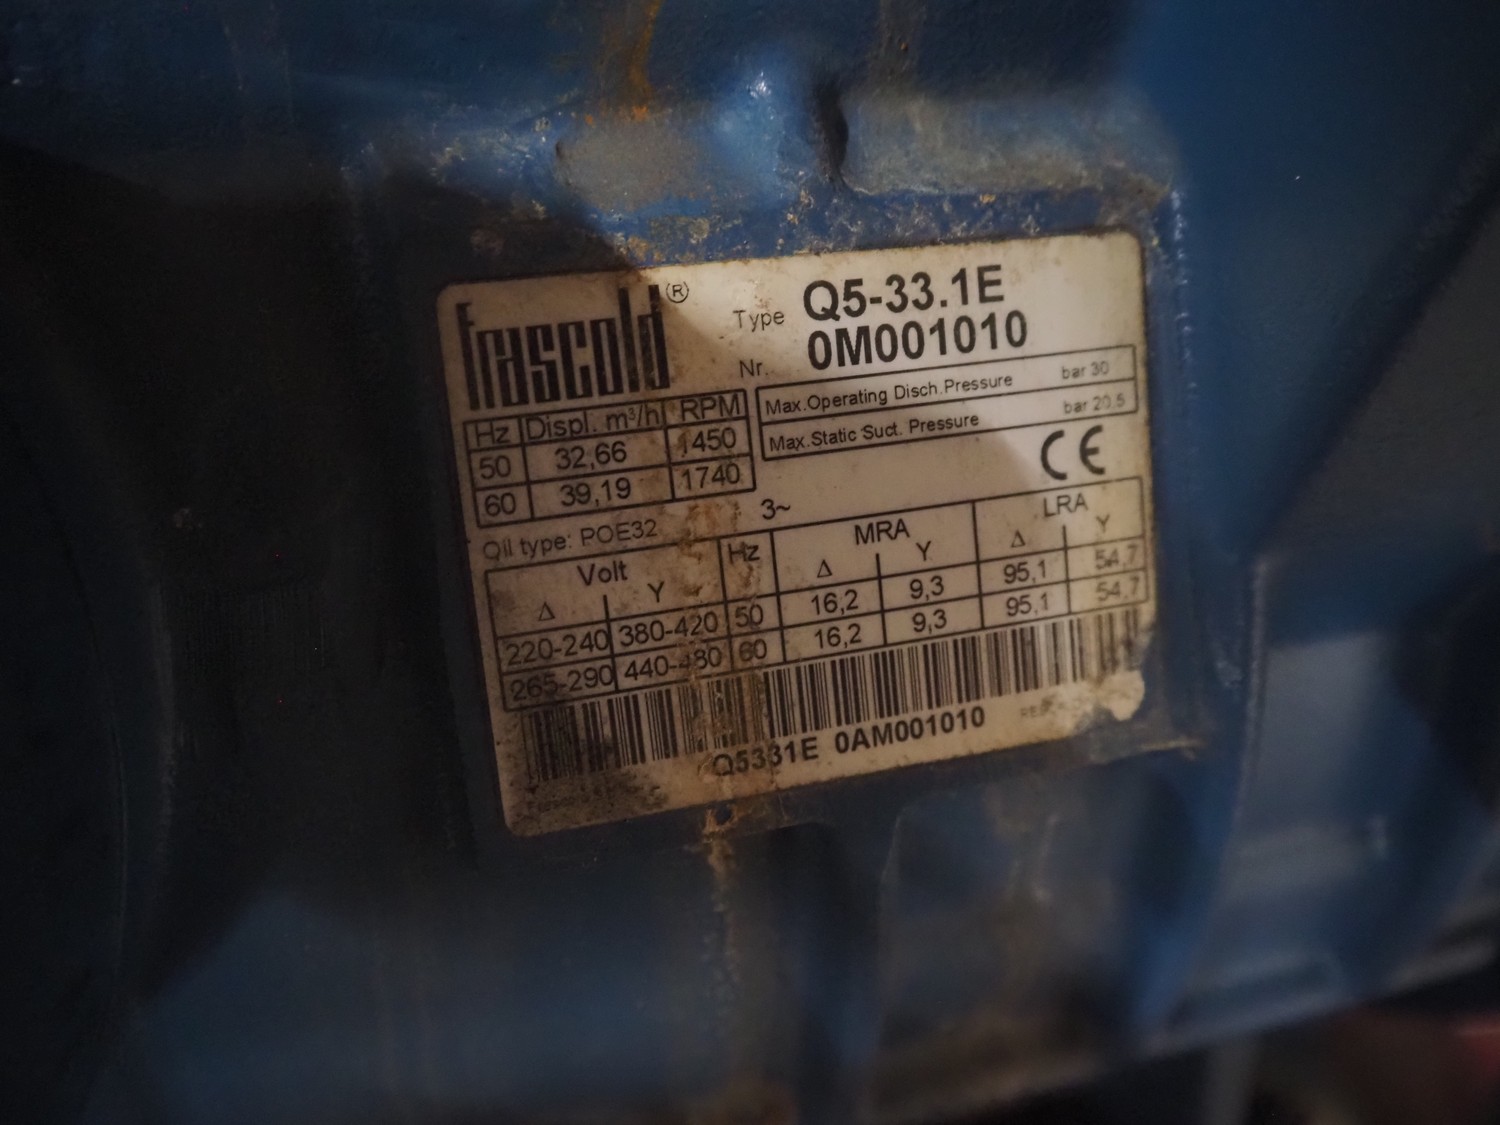 frascold®
Type Q5-33.1E
Nr. 0M001010
Max.Operating Disch.Pressure bar 30
Max.Static Suct. Pressure bar 20.5
Hz Displ. m³/h RPM
50 32,66 1450
60 39,19 1740
CE
Oil type: POE32
3~
Volt Hz MRA LRA
Δ Y Δ Y Δ Y
220-240 380-420 50 16,2 9,3 95,1 54,7
265-290 440-480 60 16,2 9,3 95,1 54,7
Q5331E 0AM001010